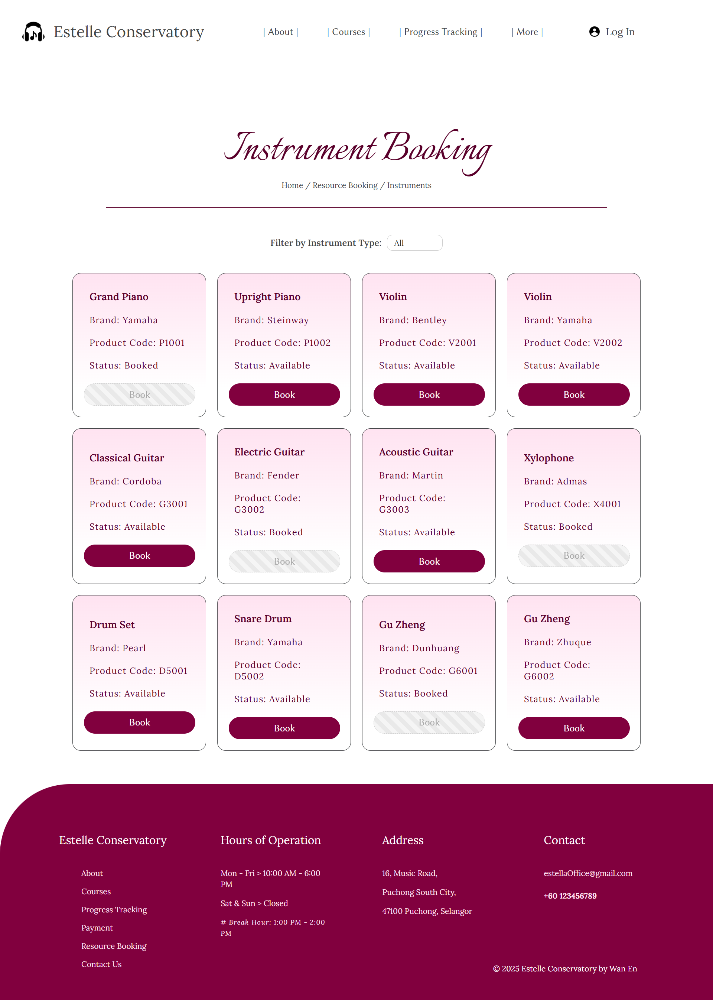 Estelle Conservatory
| About |
| Courses |
| Progress Tracking |
| More |
Log In
Instrument Booking
Home / Resource Booking / Instruments
Filter by Instrument Type: All
Grand Piano
Brand: Yamaha
Product Code: P1001
Status: Booked
Book
Upright Piano
Brand: Steinway
Product Code: P1002
Status: Available
Book
Violin
Brand: Bentley
Product Code: V2001
Status: Available
Book
Violin
Brand: Yamaha
Product Code: V2002
Status: Available
Book
Classical Guitar
Brand: Cordoba
Product Code: G3001
Status: Available
Book
Electric Guitar
Brand: Fender
Product Code:
G3002
Status: Booked
Book
Acoustic Guitar
Brand: Martin
Product Code:
G3003
Status: Available
Book
Xylophone
Brand: Admas
Product Code: X4001
Status: Booked
Book
Drum Set
Brand: Pearl
Product Code: D5001
Status: Available
Book
Snare Drum
Brand: Yamaha
Product Code:
D5002
Status: Available
Book
Gu Zheng
Brand: Dunhuang
Product Code: G6001
Status: Booked
Book
Gu Zheng
Brand: Zhuque
Product Code:
G6002
Status: Available
Book
Estelle Conservatory
About
Courses
Progress Tracking
Payment
Resource Booking
Contact Us
Hours of Operation
Mon - Fri > 10:00 AM - 6:00
PM
Sat & Sun > Closed
# Break Hour: 1:00 PM - 2:00
PM
Address
16, Music Road,
Puchong South City,
47100 Puchong, Selangor
Contact
estellaOffice@gmail.com
+60 123456789
© 2025 Estelle Conservatory by Wan En